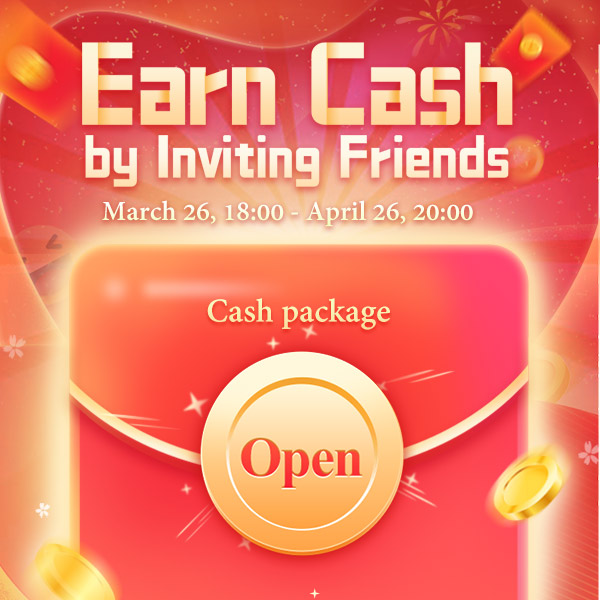 Earn Cash
by Inviting Friends
March 26, 18:00 - April 26, 20:00
Cash package
Open